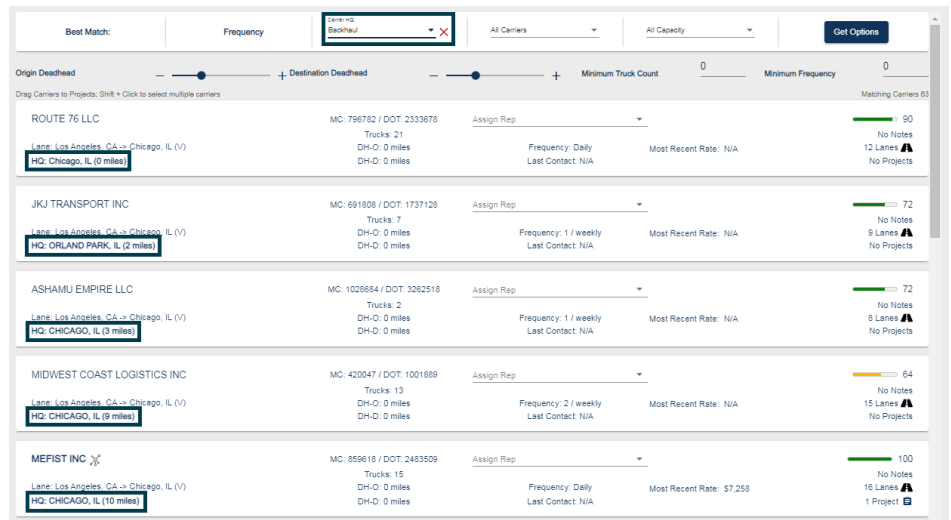 Best Match:
Frequency
Carrier HQ
Backhaul
All Carriers
All Capacity
Get Options
Origin Deadhead
Destination Deadhead
Minimum Truck Count 0
Minimum Frequency 0
Drag Carriers to Projects; Shift + Click to select multiple carriers
Matching Carriers 63
ROUTE 76 LLC MC: 796782 / DOT: 2333678 Assign Rep 90
Trucks: 21 No Notes
Lane: Los Angeles, CA -> Chicago, IL (V) DH-O: 0 miles Frequency: Daily Most Recent Rate: N/A 12 Lanes
HQ: Chicago, IL (0 miles) DH-D: 0 miles Last Contact: N/A No Projects
JKJ TRANSPORT INC MC: 691808 / DOT: 1737128 Assign Rep 72
Trucks: 7 No Notes
Lane: Los Angeles, CA -> Chicago, IL (V) DH-O: 0 miles Frequency: 1 / weekly Most Recent Rate: N/A 9 Lanes
HQ: ORLAND PARK, IL (2 miles) DH-D: 0 miles Last Contact: N/A No Projects
ASHAMU EMPIRE LLC MC: 1028684 / DOT: 3262518 Assign Rep 72
Trucks: 2 No Notes
Lane: Los Angeles, CA -> Chicago, IL (V) DH-O: 0 miles Frequency: 1 / weekly Most Recent Rate: N/A 8 Lanes
HQ: CHICAGO, IL (3 miles) DH-D: 0 miles Last Contact: N/A No Projects
MIDWEST COAST LOGISTICS INC MC: 420047 / DOT: 1001889 Assign Rep 64
Trucks: 13 No Notes
Lane: Los Angeles, CA -> Chicago, IL (V) DH-O: 0 miles Frequency: 2 / weekly Most Recent Rate: N/A 15 Lanes
HQ: CHICAGO, IL (9 miles) DH-D: 0 miles Last Contact: N/A No Projects
MEFIST INC MC: 859618 / DOT: 2483509 Assign Rep 100
Trucks: 15 No Notes
Lane: Los Angeles, CA -> Chicago, IL (V) DH-O: 0 miles Frequency: Daily Most Recent Rate: $7,258 16 Lanes
HQ: CHICAGO, IL (10 miles) DH-D: 0 miles Last Contact: N/A 1 Project